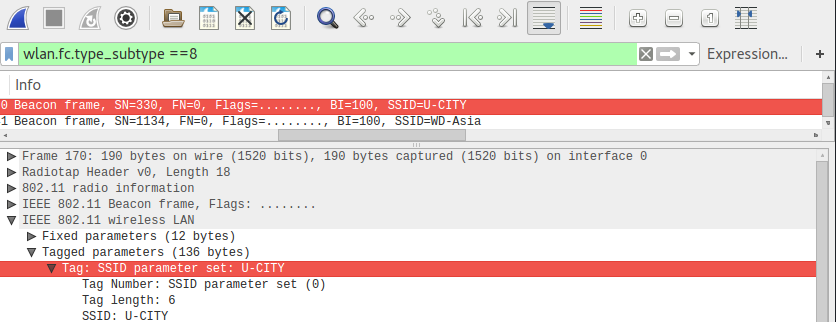 wlan.fc.type_subtype ==8 Expression... +
Info
0 Beacon frame, SN=330, FN=0, Flags=........, BI=100, SSID=U-CITY
1 Beacon frame, SN=1134, FN=0, Flags=........, BI=100, SSID=WD-Asia
Frame 170: 190 bytes on wire (1520 bits), 190 bytes captured (1520 bits) on interface 0
Radiotap Header v0, Length 18
802.11 radio information
IEEE 802.11 Beacon frame, Flags: ........
IEEE 802.11 wireless LAN
Fixed parameters (12 bytes)
Tagged parameters (136 bytes)
Tag: SSID parameter set: U-CITY
Tag Number: SSID parameter set (0)
Tag length: 6
SSID: U-CITY